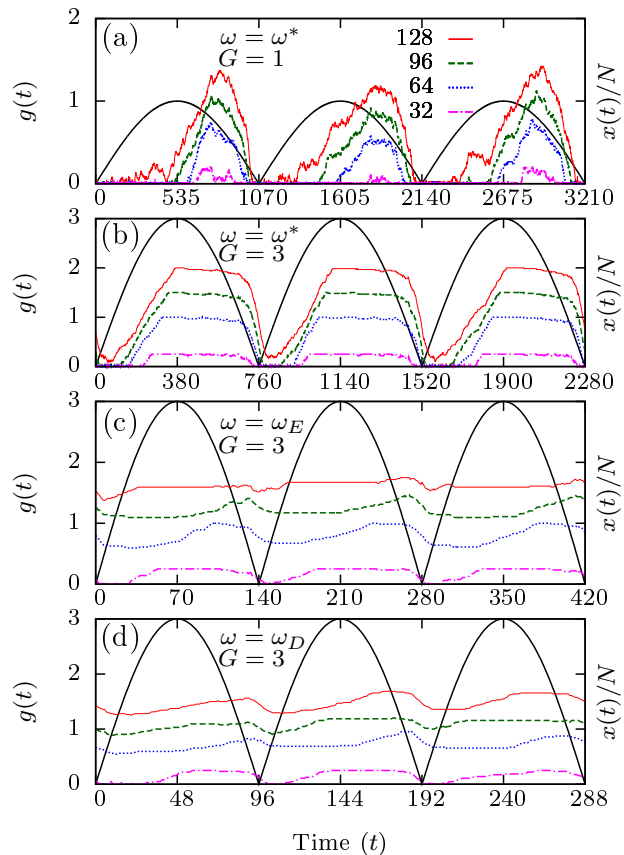 (a) ω = ω* 128
G = 1 96
64
32
2
1
0
g(t)
x(t)/N
0 535 1070 1605 2140 2675 3210
(b) ω = ω*
G = 3
3
2
1
0
g(t)
x(t)/N
0 380 760 1140 1520 1900 2280
(c) ω = ω_E
G = 3
3
2
1
0
g(t)
x(t)/N
0 70 140 210 280 350 420
(d) ω = ω_D
G = 3
3
2
1
0
g(t)
x(t)/N
0 48 96 144 192 240 288
Time (t)